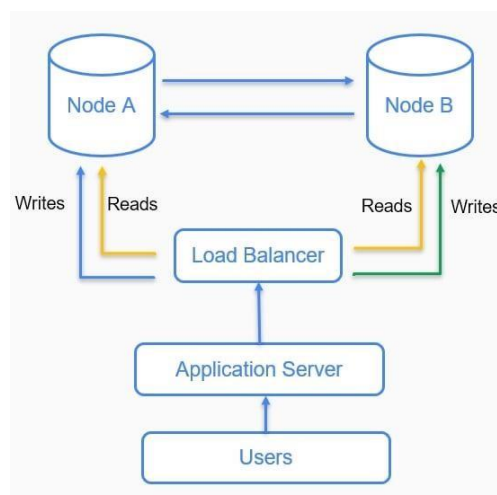 Node A
Node B
Writes
Reads
Reads
Writes
Load Balancer
Application Server
Users